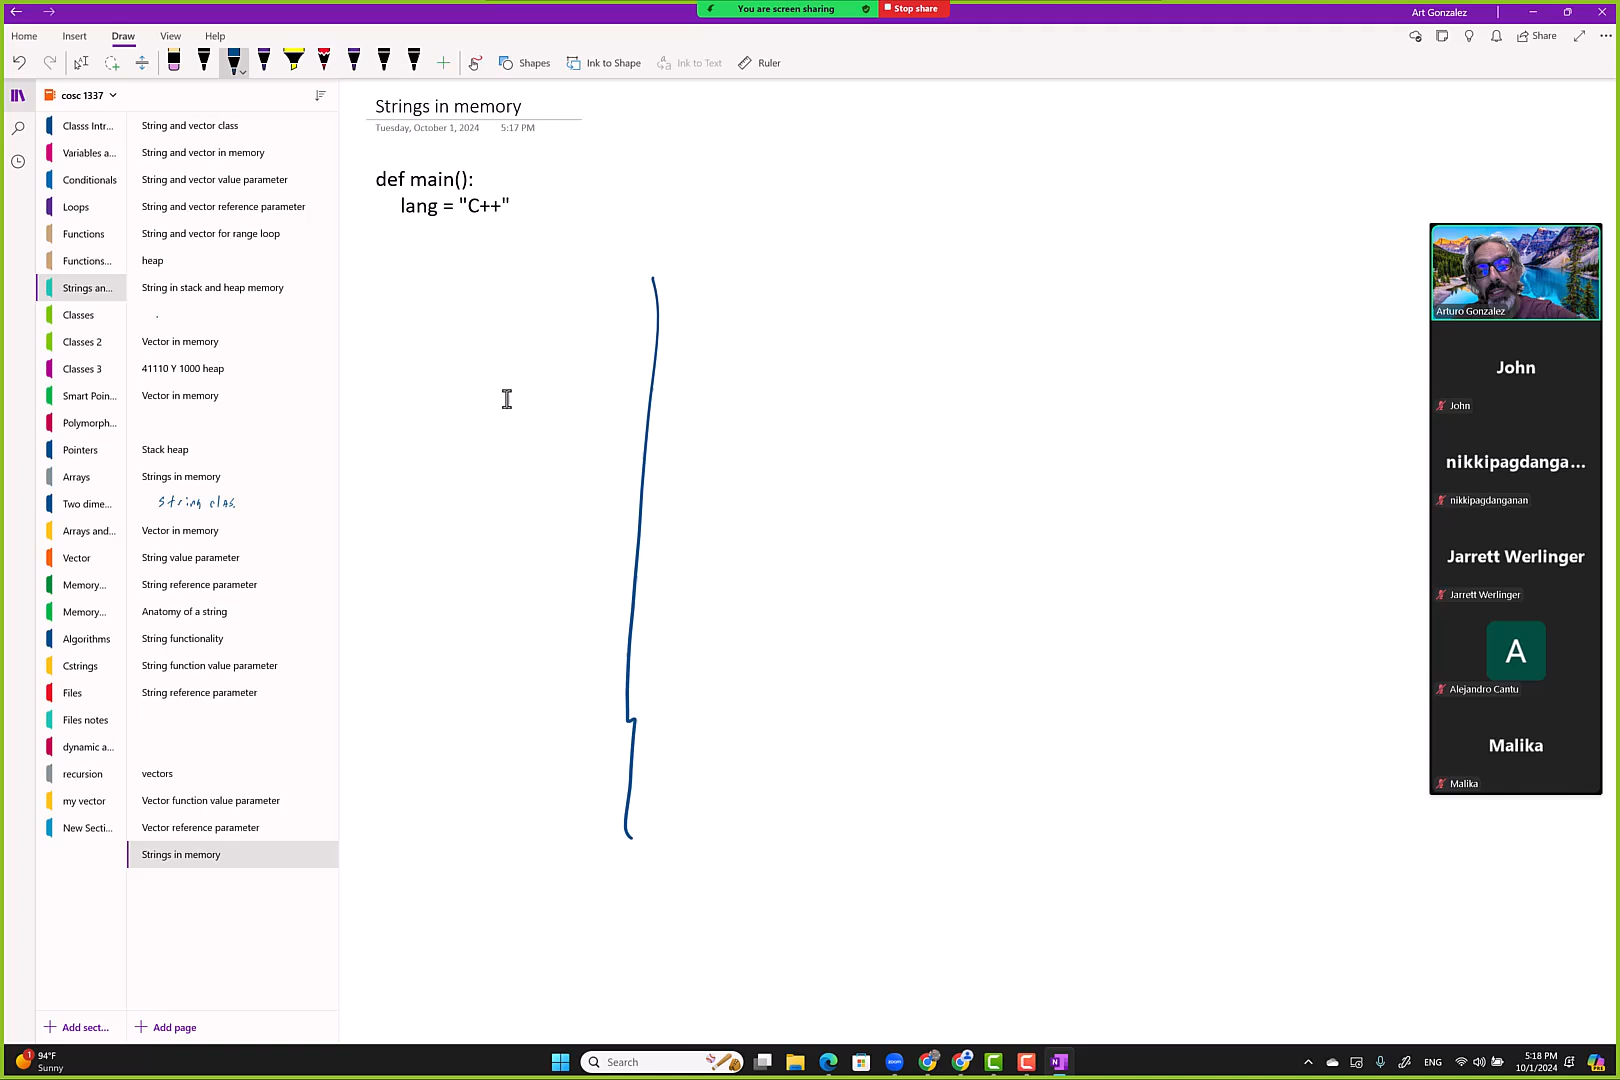 You are screen sharing
Stop share
Art Gonzalez
Home
Insert
Draw
View
Help
Share
Shapes
Ink to Shape
Ink to Text
Ruler
cosc 1337
Classs Intr...
Variables a...
Conditionals
Loops
Functions
Functions...
Strings an...
Classes
Classes 2
Classes 3
Smart Poin...
Polymorph...
Pointers
Arrays
Two dime...
Arrays and...
Vector
Memory...
Memory...
Algorithms
Cstrings
Files
Files notes
dynamic a...
recursion
my vector
New Secti...
Add sect...
String and vector class
String and vector in memory
String and vector value parameter
String and vector reference parameter
String and vector for range loop
heap
String in stack and heap memory
.
Vector in memory
41110 Y 1000 heap
Vector in memory
Stack heap
Strings in memory
String clas.
Vector in memory
String value parameter
String reference parameter
Anatomy of a string
String functionality
String function value parameter
String reference parameter
vectors
Vector function value parameter
Vector reference parameter
Strings in memory
Add page
Strings in memory
Tuesday, October 1, 2024 5:17 PM
def main():
lang = "C++"
Arturo Gonzalez
John
John
nikkipagdanga...
nikkipagdanganan
Jarrett Werlinger
Jarrett Werlinger
A
Alejandro Cantu
Malika
Malika
1
94°F
Sunny
Search
zoom
ENG
5:18 PM
10/1/2024